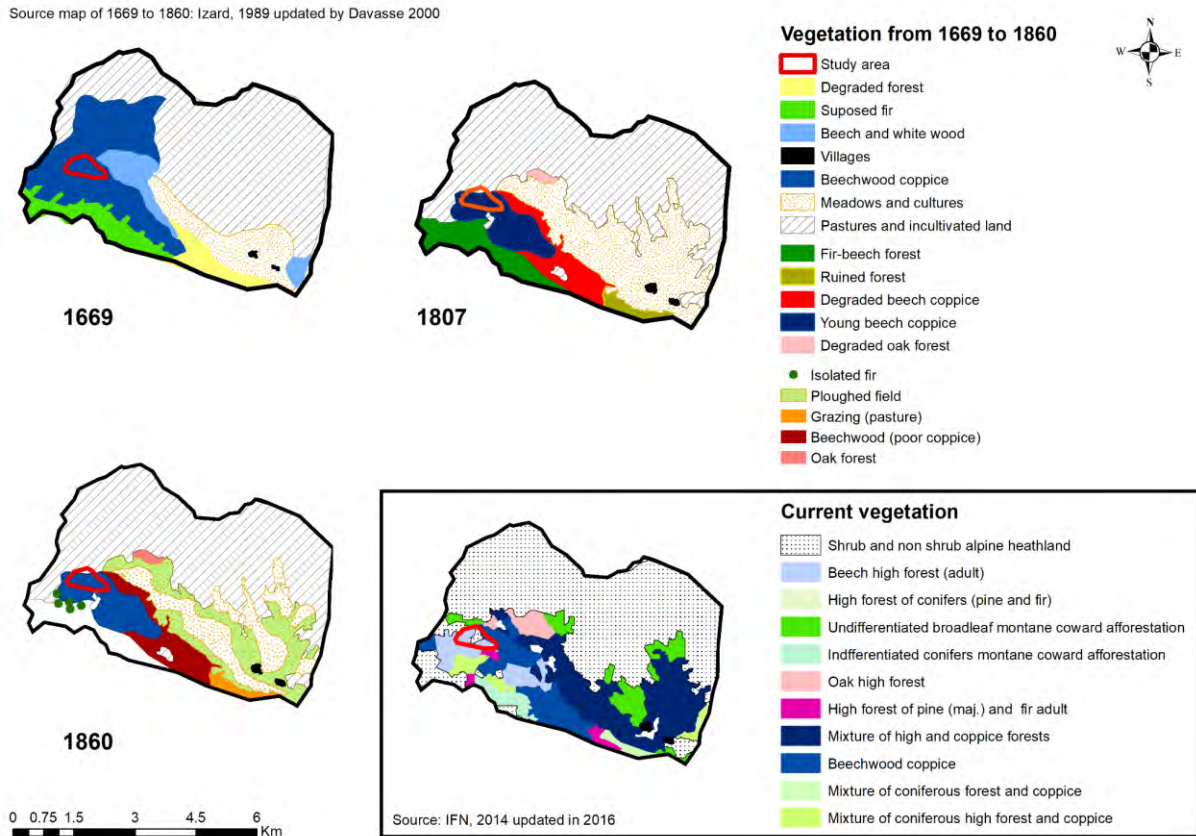 Source map of 1669 to 1860: Izard, 1989 updated by Davasse 2000
Vegetation from 1669 to 1860
N
W
E
S
Study area
Degraded forest
Suposed fir
Beech and white wood
Villages
Beechwood coppice
Meadows and cultures
Pastures and incultivated land
Fir-beech forest
Ruined forest
Degraded beech coppice
Young beech coppice
Degraded oak forest
Isolated fir
Ploughed field
Grazing (pasture)
Beechwood (poor coppice)
Oak forest
1669
1807
1860
0 0.75 1.5 3 4.5 6
Km
Current vegetation
Shrub and non shrub alpine heathland
Beech high forest (adult)
High forest of conifers (pine and fir)
Undifferentiated broadleaf montane coward afforestation
Indfferentiated conifers montane coward afforestation
Oak high forest
High forest of pine (maj.) and fir adult
Mixture of high and coppice forests
Beechwood coppice
Mixture of coniferous forest and coppice
Mixture of coniferous high forest and coppice
Source: IFN, 2014 updated in 2016